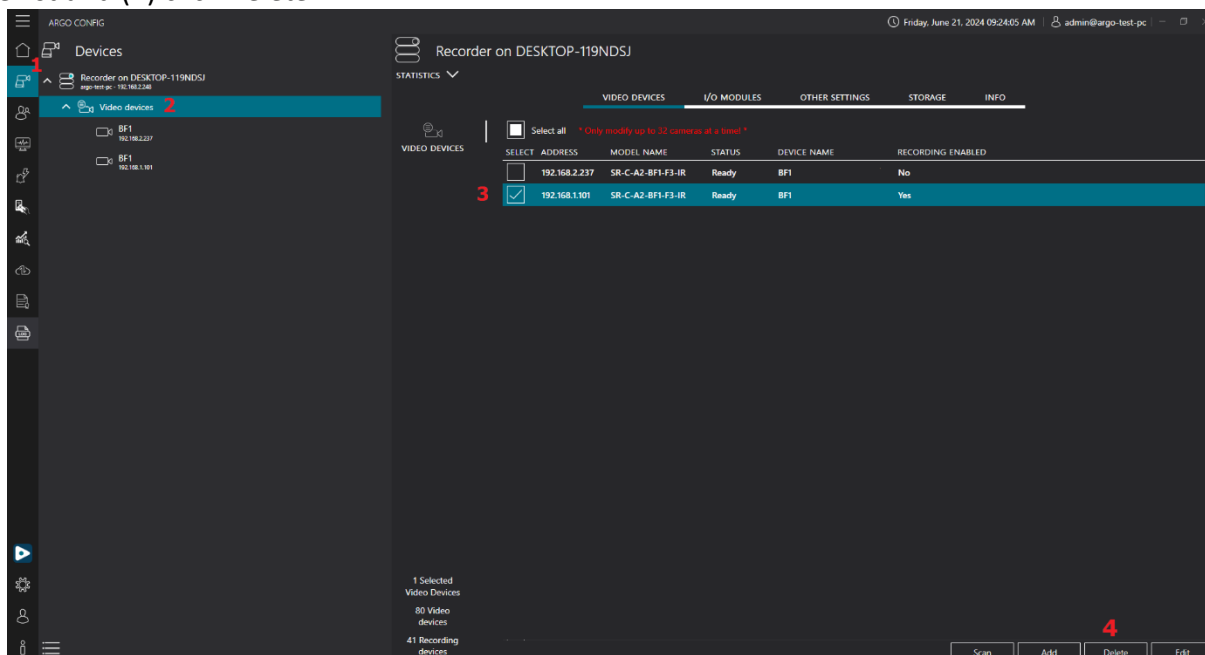 ARGO CONFIG
Friday, June 21, 2024 09:24:05 AM
admin@argo-test-pc
Devices
Recorder on DESKTOP-119NDSJ
1
Recorder on DESKTOP-119NDSJ
argo-test-pc - 192.168.2.240
STATISTICS
Video devices 2
BF1
192.168.2.237
BF1
192.168.1.101
VIDEO DEVICES I/O MODULES OTHER SETTINGS STORAGE INFO
VIDEO DEVICES
Select all * Only modify up to 32 cameras at a time! *
SELECT ADDRESS MODEL NAME STATUS DEVICE NAME RECORDING ENABLED
192.168.2.237 SR-C-A2-BF1-F3-IR Ready BF1 No
3 192.168.1.101 SR-C-A2-BF1-F3-IR Ready BF1 Yes
1 Selected
Video Devices
80 Video
devices
41 Recording
devices
4
Scan Add Delete Edit